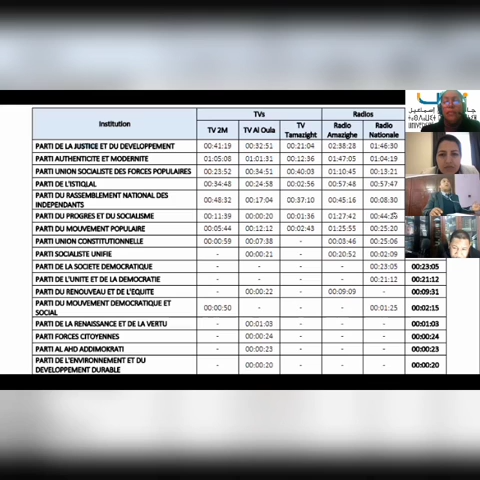 Institution TVs Radios
TV 2M TV Al Oula TV Tamazight Radio Amazighe Radio Nationale
PARTI DE LA JUSTICE ET DU DEVELOPPEMENT 00:41:19 00:32:51 00:21:04 02:38:28 01:46:30
PARTI AUTHENTICITE ET MODERNITE 01:05:08 01:01:31 00:12:36 01:47:05 01:04:19
PARTI UNION SOCIALISTE DES FORCES POPULAIRES 00:23:52 00:34:51 00:40:03 01:10:45 00:13:21
PARTI DE L'ISTIQLAL 00:34:48 00:24:58 00:02:56 00:57:48 00:57:47
PARTI DU RASSEMBLEMENT NATIONAL DES
INDEPENDANTS 00:48:32 00:17:04 00:37:10 00:45:16 00:08:30
PARTI DU PROGRES ET DU SOCIALISME 00:11:39 00:00:20 00:01:36 01:27:42
PARTI DU MOUVEMENT POPULAIRE 00:05:44 00:12:12 00:02:43 01:25:55 00:25:20
PARTI UNION CONSTITUTIONNELLE 00:00:59 00:07:38 - 00:03:46 00:25:06
PARTI SOCIALISTE UNIFIE - 00:00:21 - 00:20:52 00:02:09
PARTI DE LA SOCIETE DEMOCRATIQUE - - - - 00:23:05 00:23:05
PARTI DE L'UNITE ET DE LA DEMOCRATIE - - - - 00:21:12 00:21:12
PARTI DU RENOUVEAU ET DE L'EQUITE - 00:00:22 - 00:09:09 - 00:09:31
PARTI DU MOUVEMENT DEMOCRATIQUE ET
SOCIAL 00:00:50 - - - 00:01:25 00:02:15
PARTI DE LA RENAISSANCE ET DE LA VERTU - 00:01:03 - - - 00:01:03
PARTI FORCES CITOYENNES - 00:00:24 - - - 00:00:24
PARTI AL AHD ADDIMOKRATI - 00:00:23 - - - 00:00:23
PARTI DE L'ENVIRONNEMENT ET DU
DEVELOPPEMENT DURABLE - 00:00:20 - - - 00:00:20